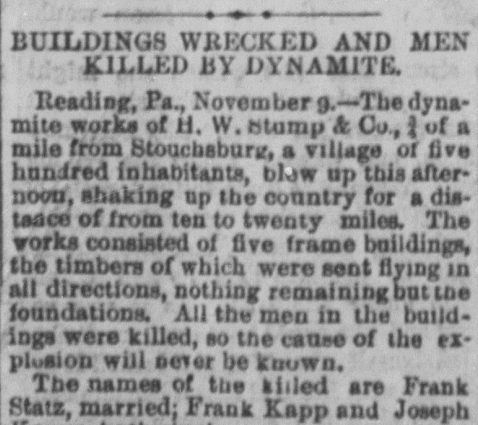 BUILDINGS WRECKED AND MEN
KILLED BY DYNAMITE.
Reading, Pa., November 9.—The dyna-
mite works of H. W. Stump & Co., ¾ of a
mile from Stouchsburg, a village of five
hundred inhabitants, blew up this after-
noon, shaking up the country for a dis-
tance of from ten to twenty miles. The
works consisted of five frame buildings,
the timbers of which were sent flying in
all directions, nothing remaining but the
foundations. All the men in the build-
ings were killed, so the cause of the ex-
plosion will never be known.
The names of the killed are Frank
Statz, married; Frank Kapp and Joseph